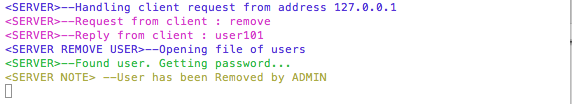 <SERVER>--Handling client request from address 127.0.0.1
<SERVER>--Request from client : remove
<SERVER>--Reply from client : user101
<SERVER REMOVE USER>--Opening file of users
<SERVER>--Found user. Getting password...
<SERVER NOTE> --User has been Removed by ADMIN